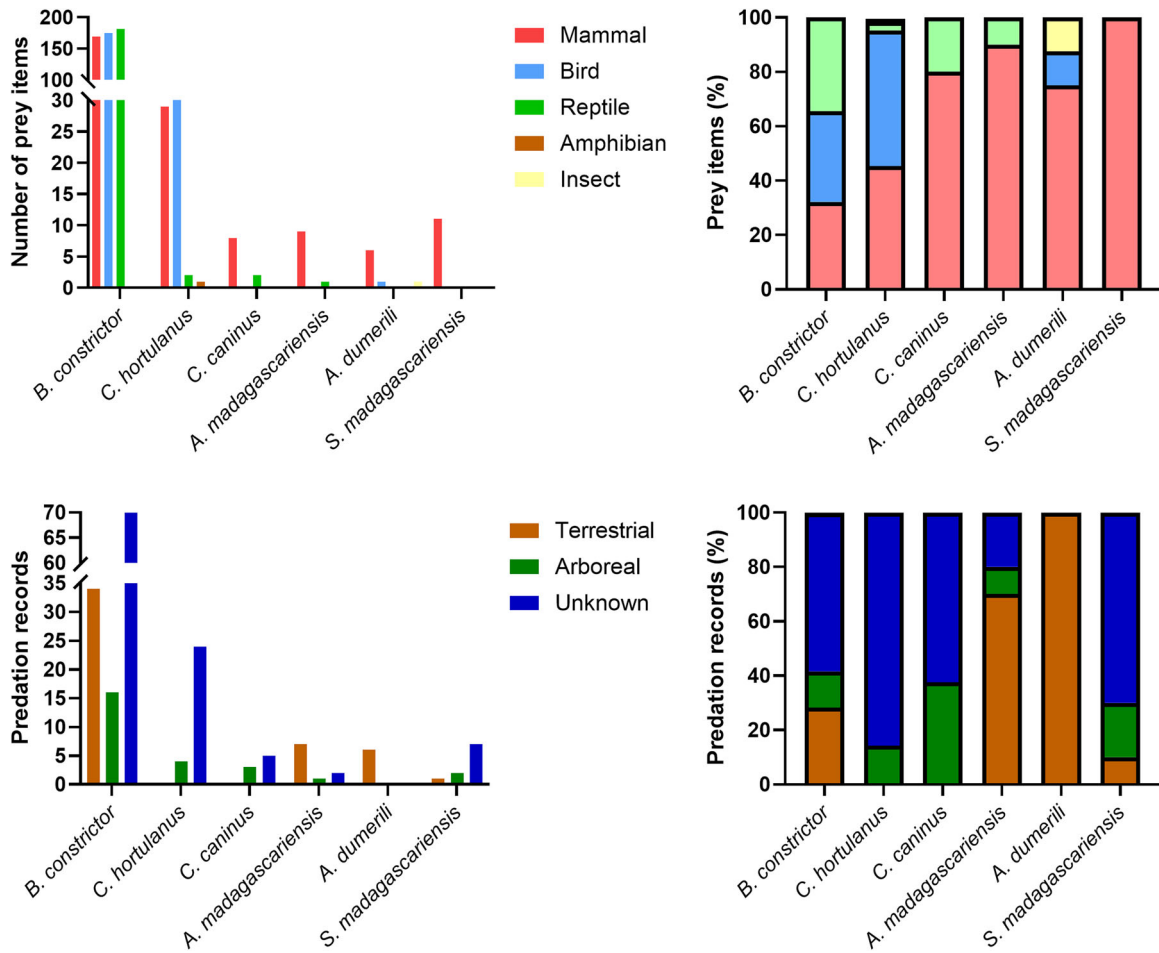 Number of prey items
200
150
100
30
25
20
15
10
5
0
B. constrictor
C. hortulanus
C. caninus
A. madagascariensis
A. dumerili
S. madagascariensis
Mammal
Bird
Reptile
Amphibian
Insect
Prey items (%)
100
80
60
40
20
0
B. constrictor
C. hortulanus
C. caninus
A. madagascariensis
A. dumerili
S. madagascariensis
Predation records
70
65
60
35
30
25
20
15
10
5
0
B. constrictor
C. hortulanus
C. caninus
A. madagascariensis
A. dumerili
S. madagascariensis
Terrestrial
Arboreal
Unknown
Predation records (%)
100
80
60
40
20
0
B. constrictor
C. hortulanus
C. caninus
A. madagascariensis
A. dumerili
S. madagascariensis